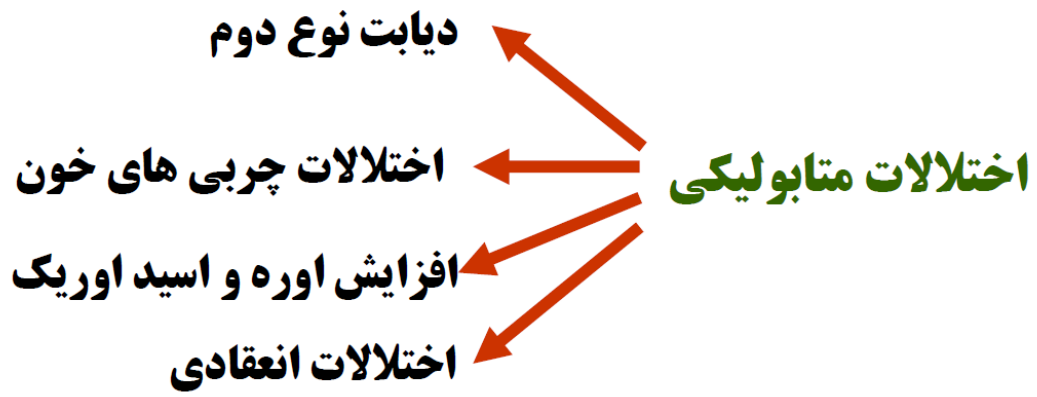 اختلالات متابولیکی
دیابت نوع دوم
اختلالات چربی های خون
افزایش اوره و اسید اوریک
اختلالات انعقادی